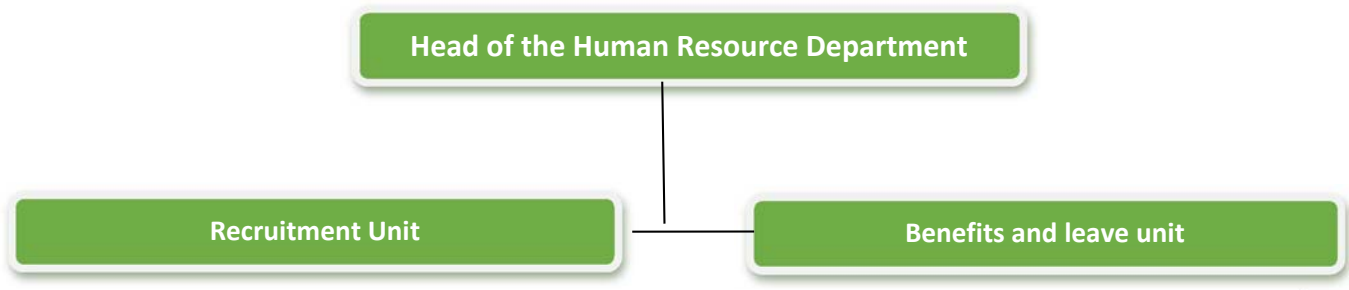 Head of the Human Resource Department
Recruitment Unit
Benefits and leave unit